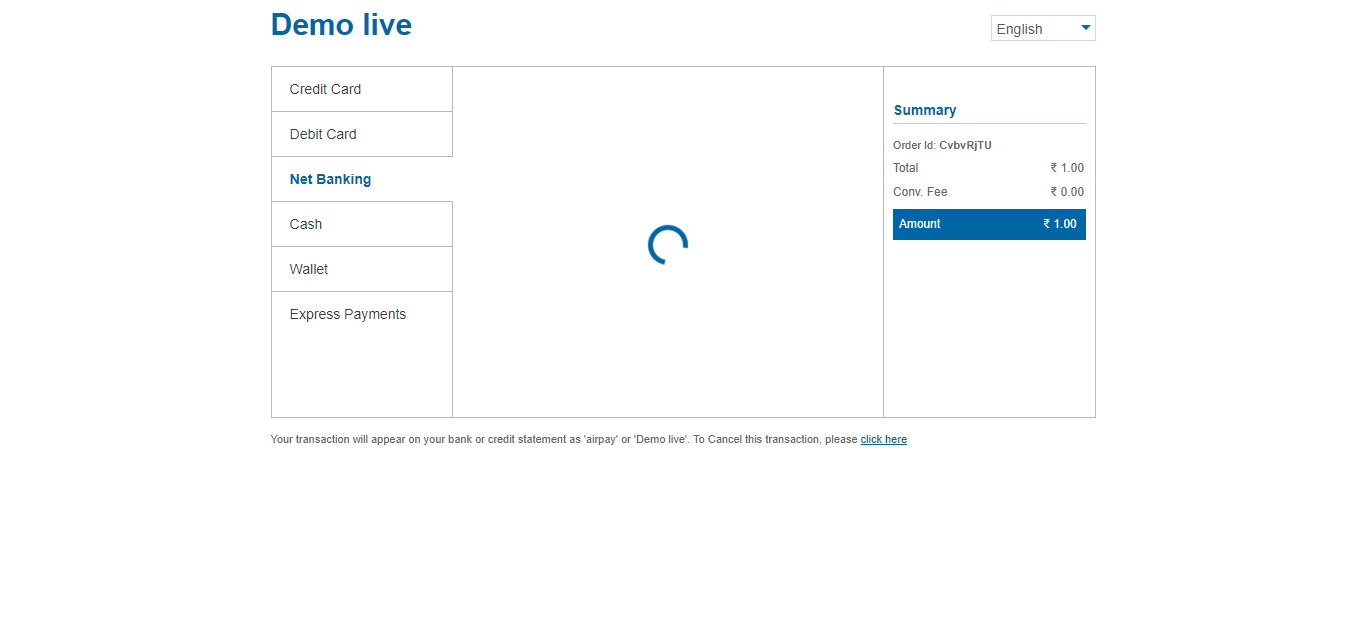 Demo live
English
Credit Card
Debit Card
Net Banking
Cash
Wallet
Express Payments
Summary
Order Id: CvbvRjTU
Total ₹ 1.00
Conv. Fee ₹ 0.00
Amount ₹ 1.00
Your transaction will appear on your bank or credit statement as 'airpay' or 'Demo live'. To Cancel this transaction, please click here